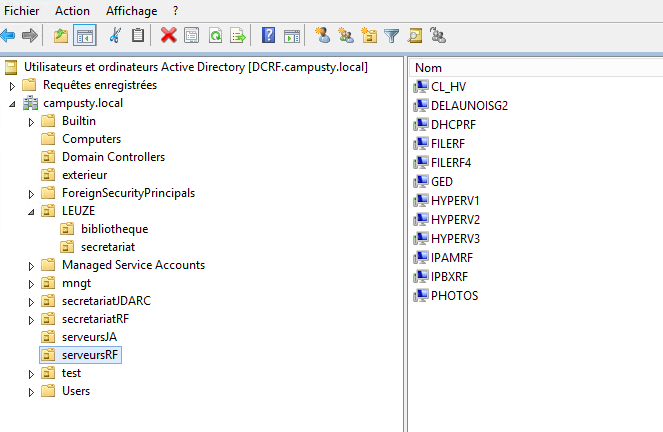 Fichier Action Affichage ?
Utilisateurs et ordinateurs Active Directory [DCRF.campusty.local]
Requêtes enregistrées
campusty.local
Builtin
Computers
Domain Controllers
exterieur
ForeignSecurityPrincipals
LEUZE
bibliotheque
secretariat
Managed Service Accounts
mngt
secretariatJDARC
secretariatRF
serveursJA
serveursRF
test
Users
Nom
CL_HV
DELAUNOISG2
DHCPRF
FILERF
FILERF4
GED
HYPERV1
HYPERV2
HYPERV3
IPAMRF
IPBXRF
PHOTOS